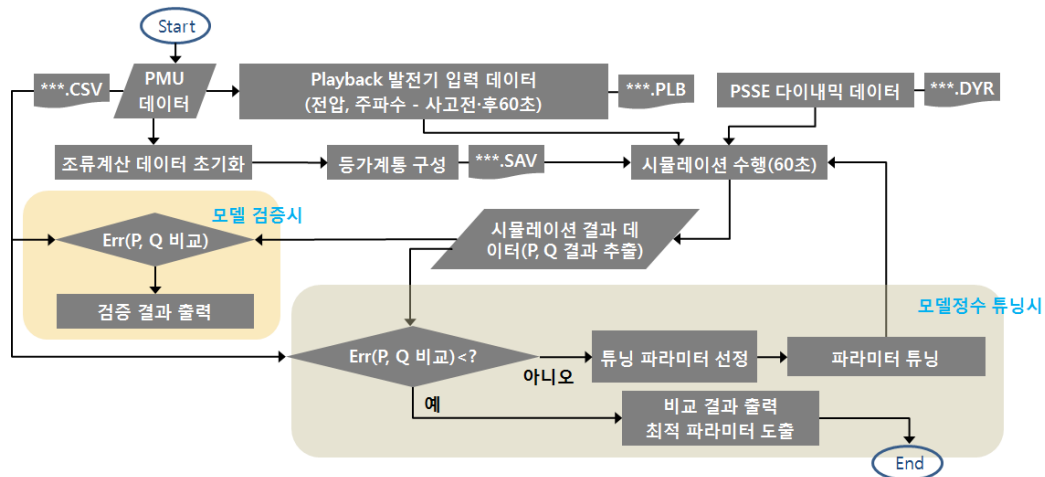 Start
***.CSV
PMU
데이터
Playback 발전기 입력 데이터
(전압, 주파수 - 사고전·후60초)
***.PLB
PSSE 다이내믹 데이터
***.DYR
조류계산 데이터 초기화
등가계통 구성
***.SAV
시뮬레이션 수행(60초)
모델 검증시
Err(P, Q 비교)
시뮬레이션 결과 데
이터(P, Q 결과 추출)
검증 결과 출력
모델정수 튜닝시
Err(P, Q 비교)<?
아니오
튜닝 파라미터 선정
파라미터 튜닝
예
비교 결과 출력
최적 파라미터 도출
End